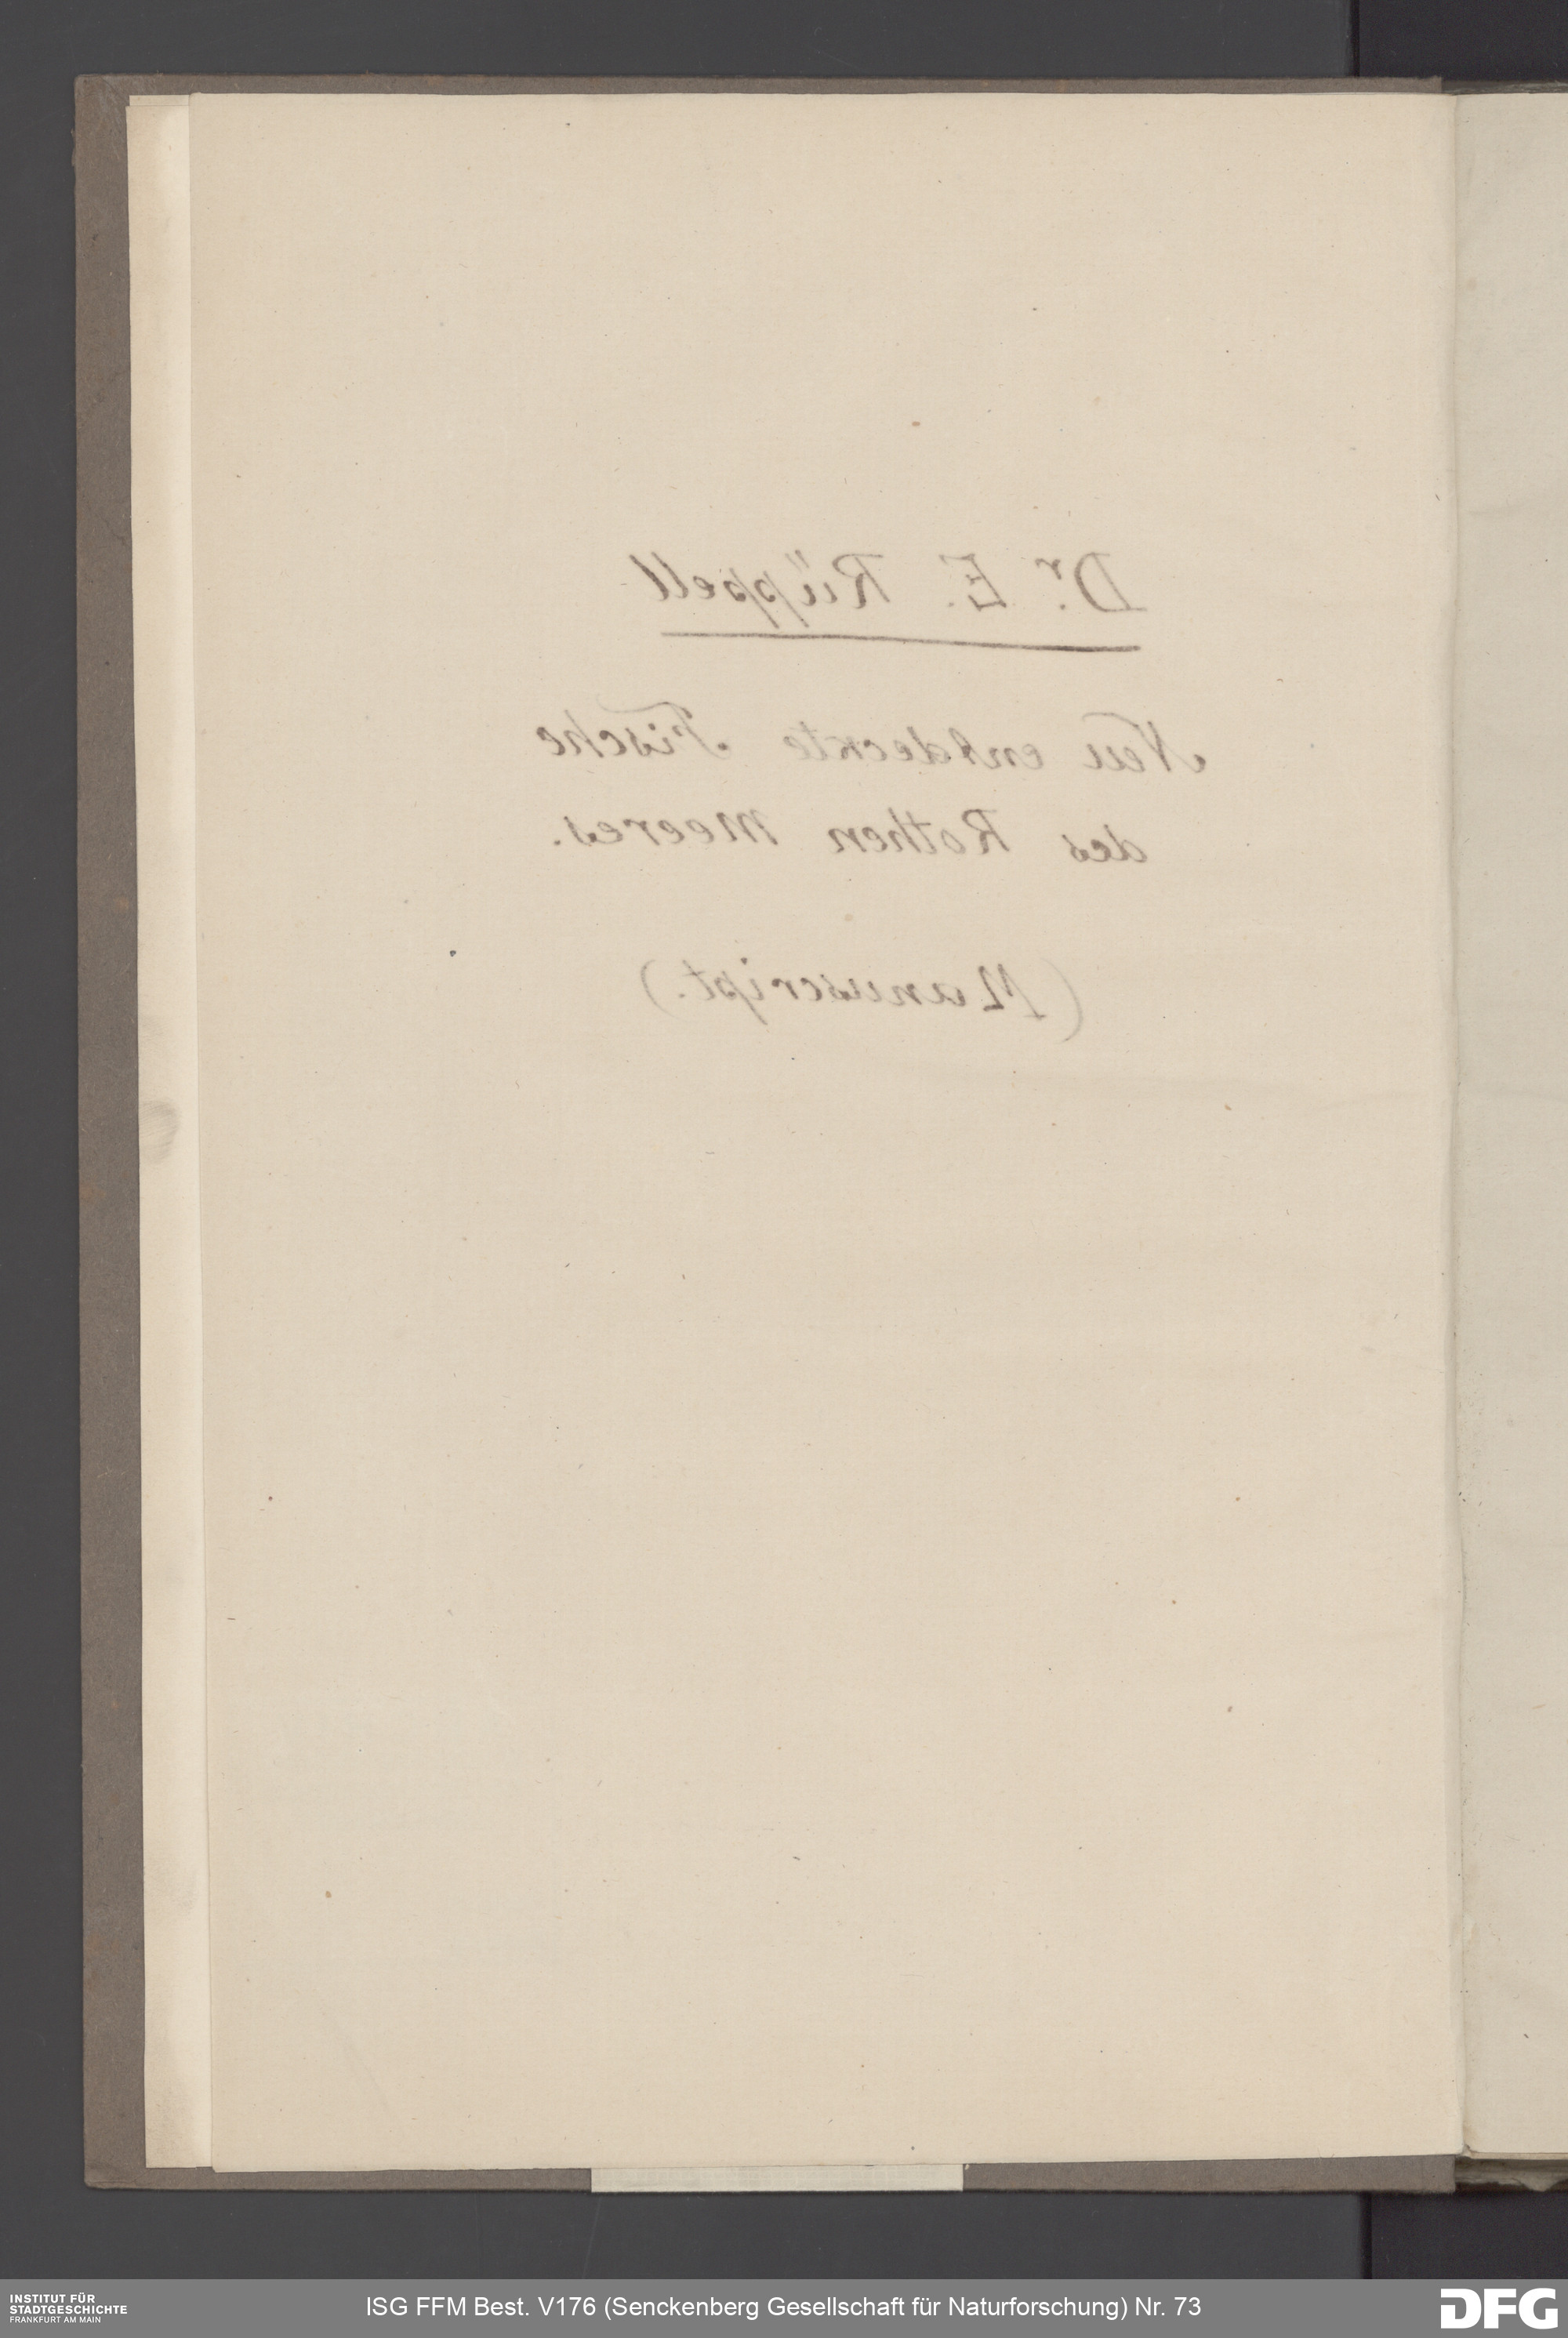 Dr. E. Rüppell
Neu entdeckte Fische
des Rothen Meeres.
(Manuscript.)
INSTITUT FÜR
STADTGESCHICHTE
FRANKFURT AM MAIN
ISG FFM Best. V176 (Senckenberg Gesellschaft für Naturforschung) Nr. 73
DFG